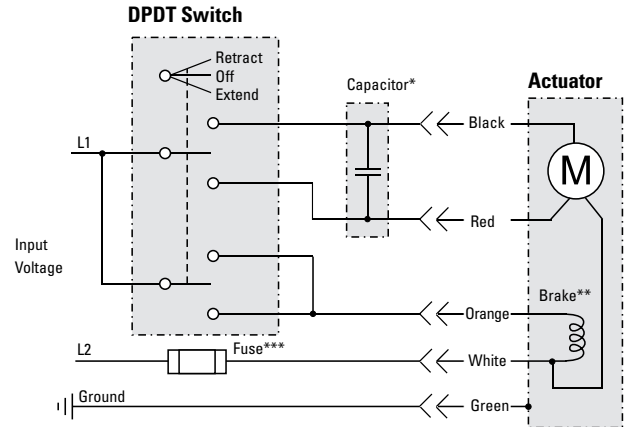 DPDT Switch
Retract
Off
Extend
Capacitor*
Actuator
L1
Black
M
Red
Input
Voltage
Brake**
Orange
L2
Fuse***
White
Ground
Green